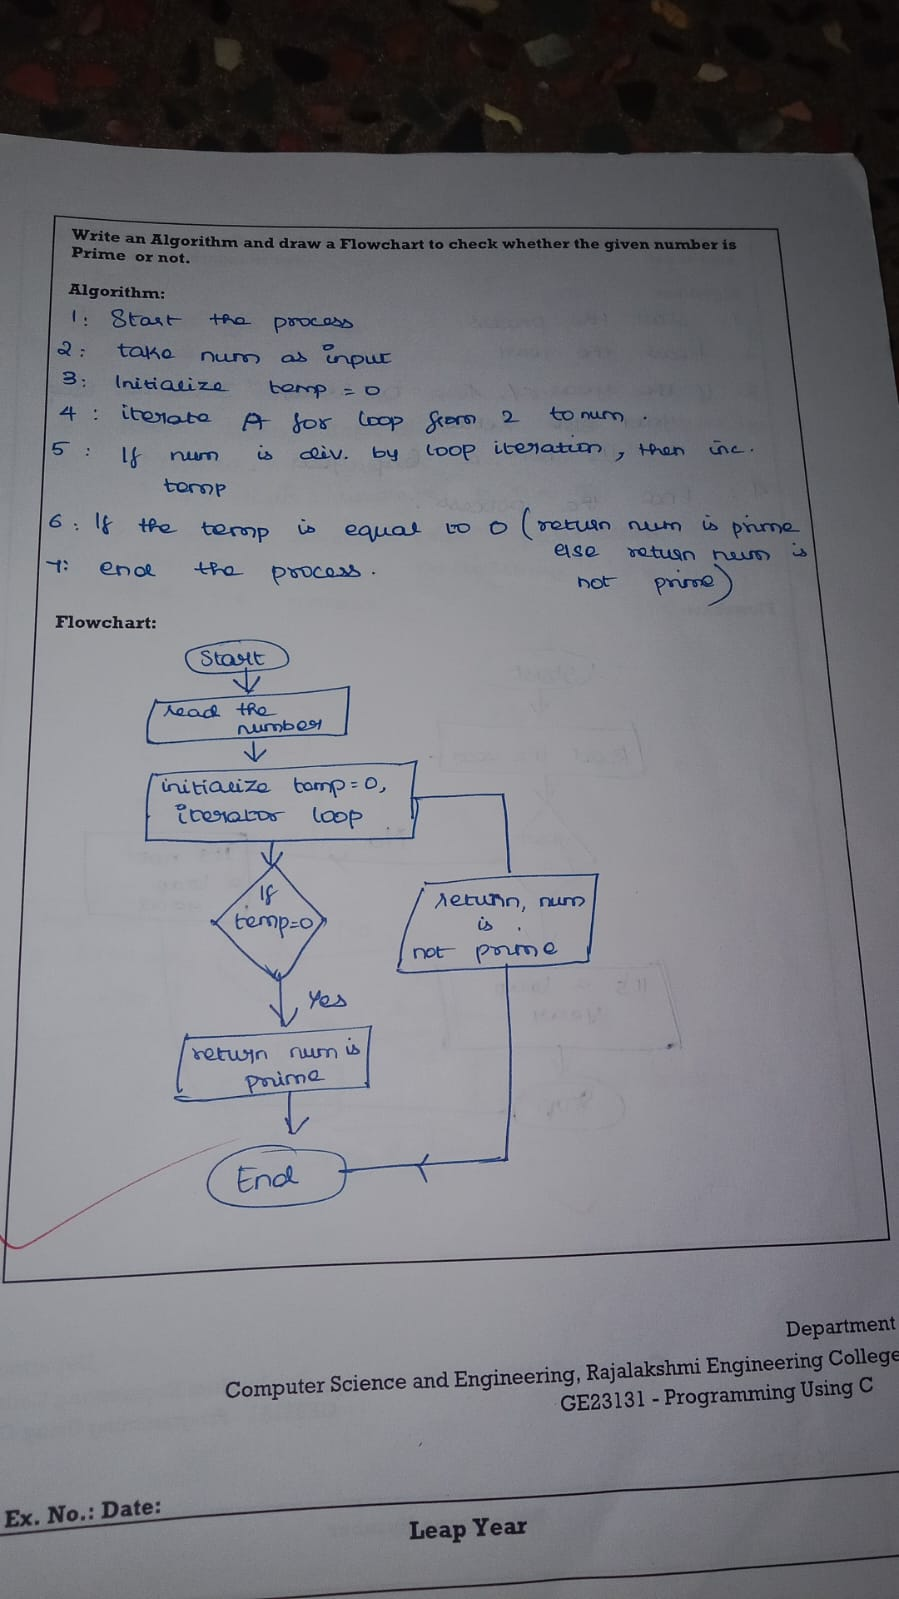 Write an Algorithm and draw a Flowchart to check whether the given number is
Prime or not.
Algorithm:
1: Start the process
2: take num as input
3: Initialize temp = 0
4: iterate A for loop from 2 to num.
5: If num is div. by loop iteration, then inc.
temp
6: If the temp is equal to 0 (return num is prime
else return num is
not prime)
7: end the process.
Flowchart:
Start
read the
number
initialize temp=0,
iterator loop
If
temp=0
return, num
is
not prime
Yes
return num is
prime
End
Department
Computer Science and Engineering, Rajalakshmi Engineering College
GE23131 - Programming Using C
Ex. No.: Date:
Leap Year